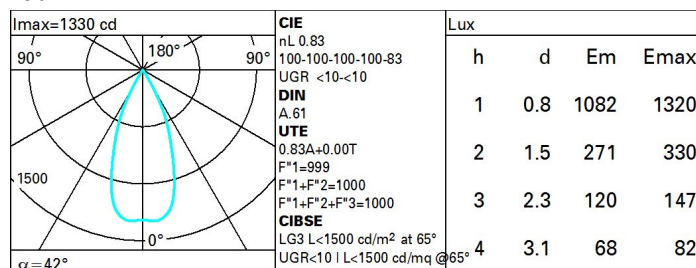 Imax=1330 cd
90°
180°
90°
1500
0°
α=42°
CIE
nL 0.83
100-100-100-100-83
UGR <10-<10
DIN
A.61
UTE
0.83A+0.00T
F"1=999
F"1+F"2=1000
F"1+F"2+F"3=1000
CIBSE
LG3 L<1500 cd/m² at 65°
UGR<10 | L<1500 cd/mq @65°
Lux
h d Em Emax
1 0.8 1082 1320
2 1.5 271 330
3 2.3 120 147
4 3.1 68 82